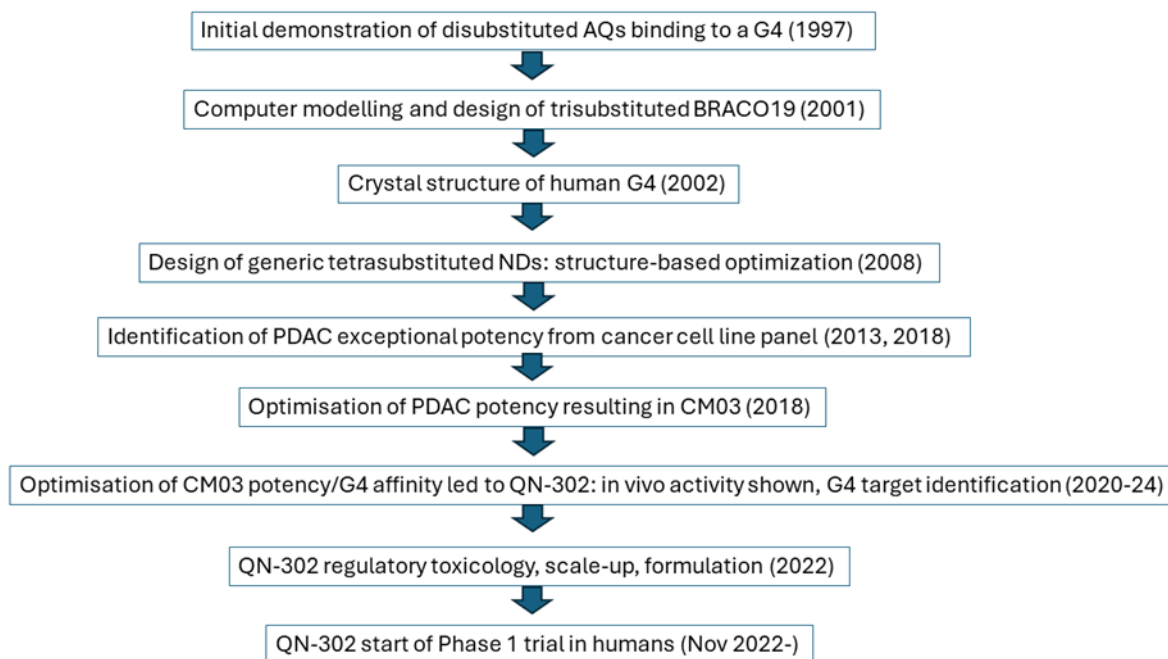 Initial demonstration of disubstituted AQs binding to a G4 (1997)
Computer modelling and design of trisubstituted BRACO19 (2001)
Crystal structure of human G4 (2002)
Design of generic tetrasubstituted NDs: structure-based optimization (2008)
Identification of PDAC exceptional potency from cancer cell line panel (2013, 2018)
Optimisation of PDAC potency resulting in CM03 (2018)
Optimisation of CM03 potency/G4 affinity led to QN-302: in vivo activity shown, G4 target identification (2020-24)
QN-302 regulatory toxicology, scale-up, formulation (2022)
QN-302 start of Phase 1 trial in humans (Nov 2022-)